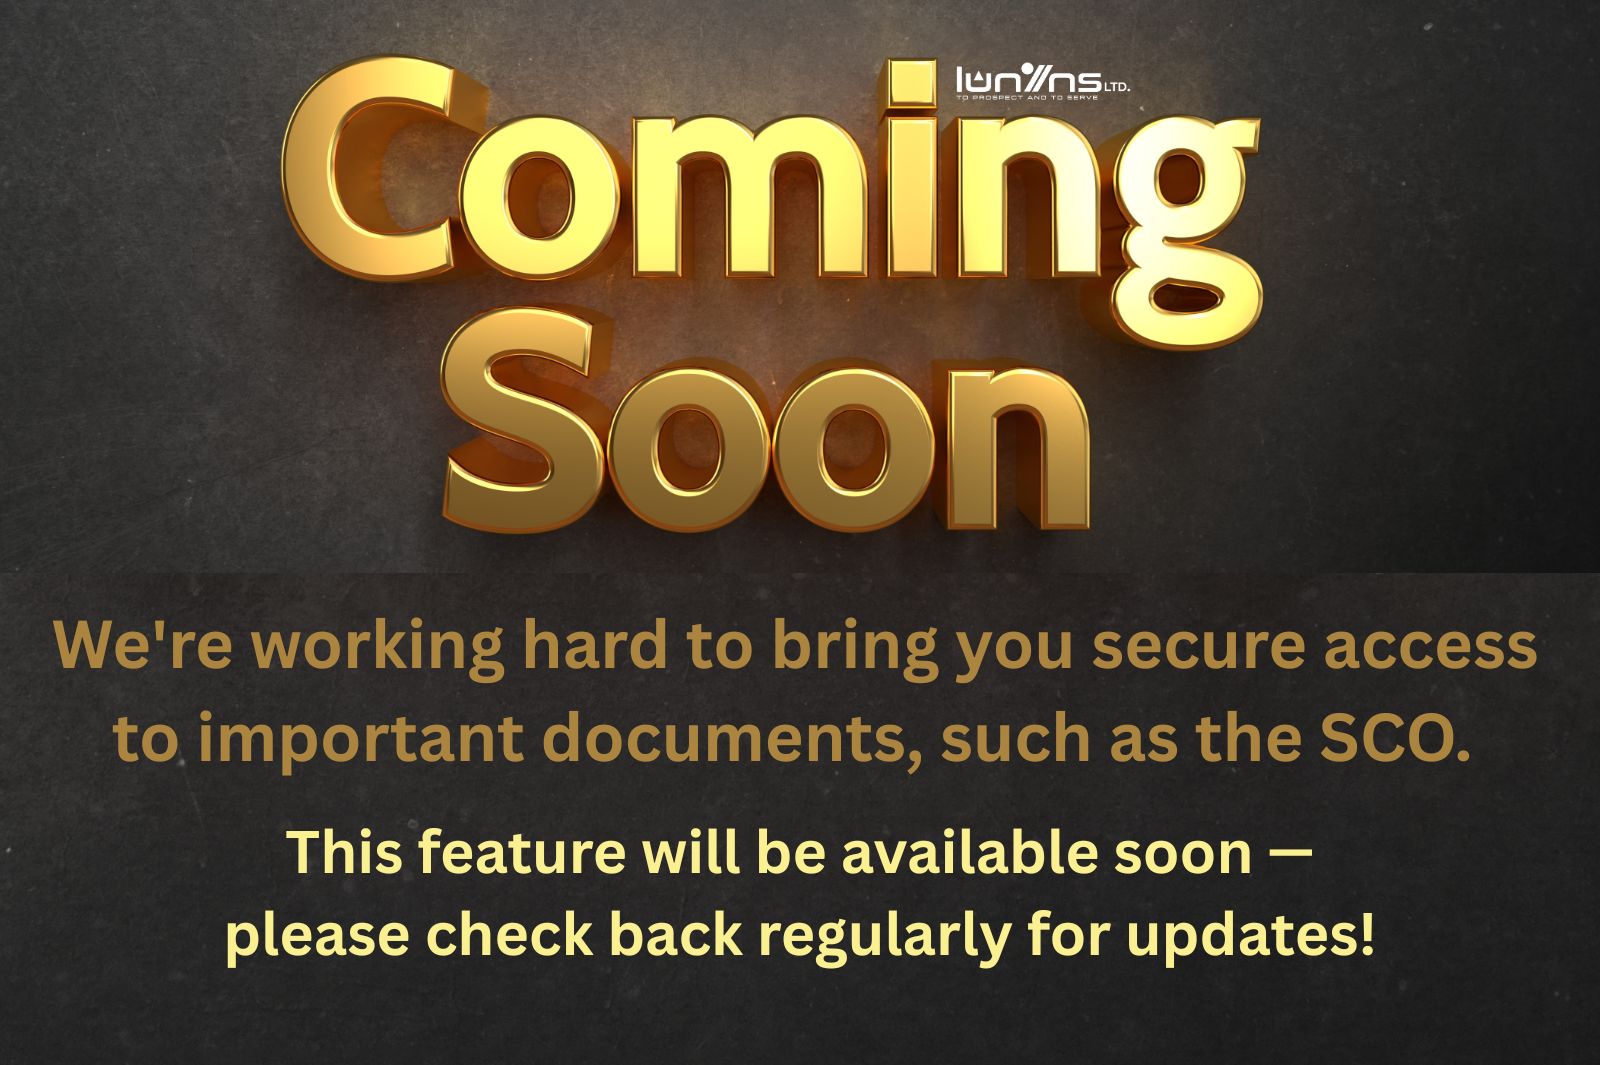 Coming
LTD.
TO PROSPECT AND TO SERVE
Soon
We're working hard to bring you secure access
to important documents, such as the SCO.
This feature will be available soon —
please check back regularly for updates!